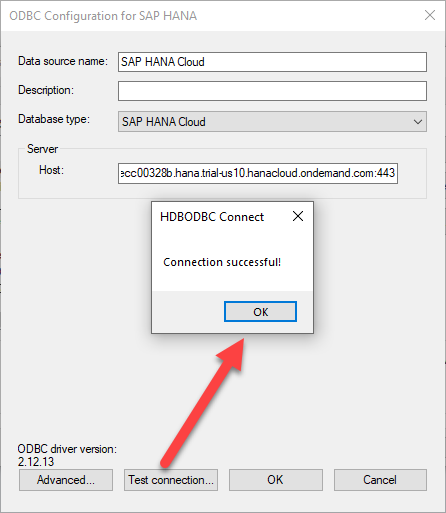 ODBC Configuration for SAP HANA
Data source name: SAP HANA Cloud
Description:
Database type: SAP HANA Cloud
Server
Host: ecc00328b.hana.trial-us10.hanacloud.ondemand.com:443
HDBODBC Connect
Connection successful!
OK
ODBC driver version:
2.12.13
Advanced... Test connection... OK Cancel